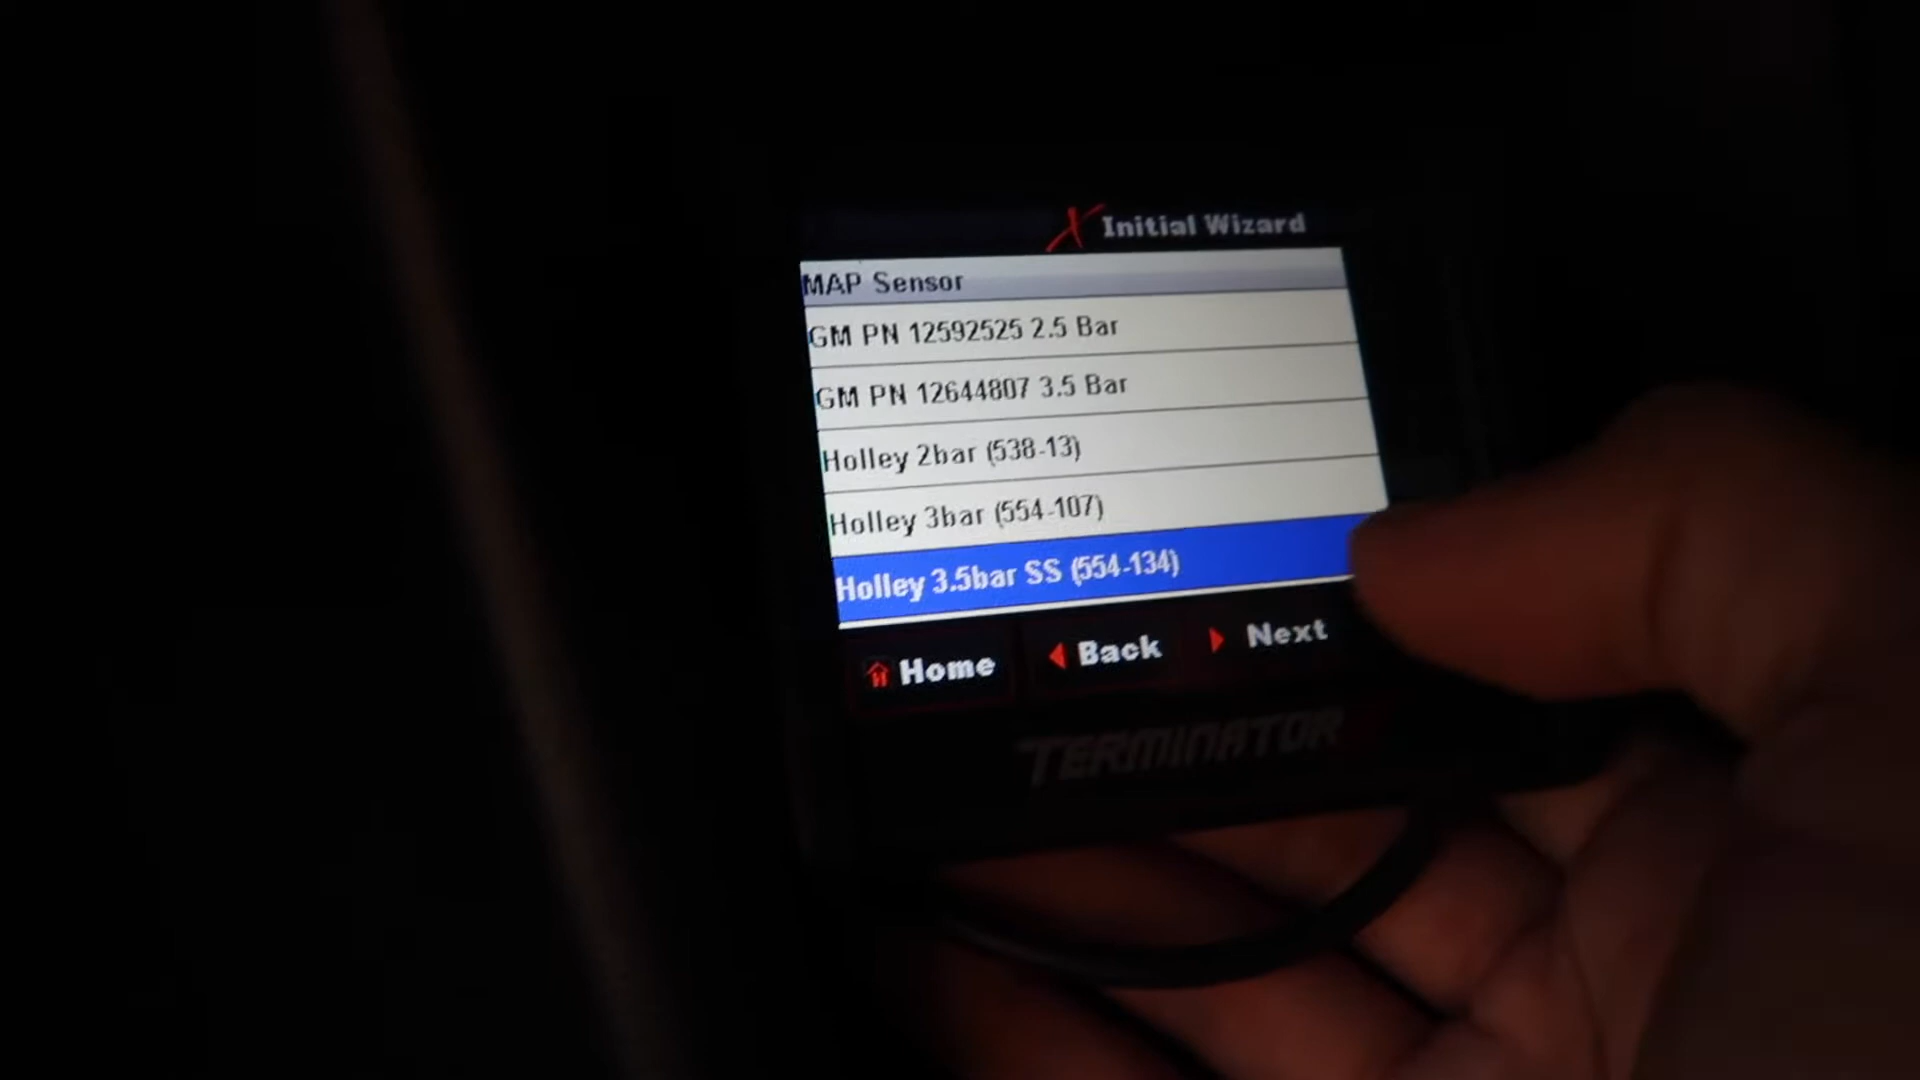 X Initial Wizard
MAP Sensor
GM PN 12592525 2.5 Bar
GM PN 12644807 3.5 Bar
Holley 2bar (538-13)
Holley 3bar (554-107)
Holley 3.5bar SS (554-134)
Home Back Next
TERMINATOR